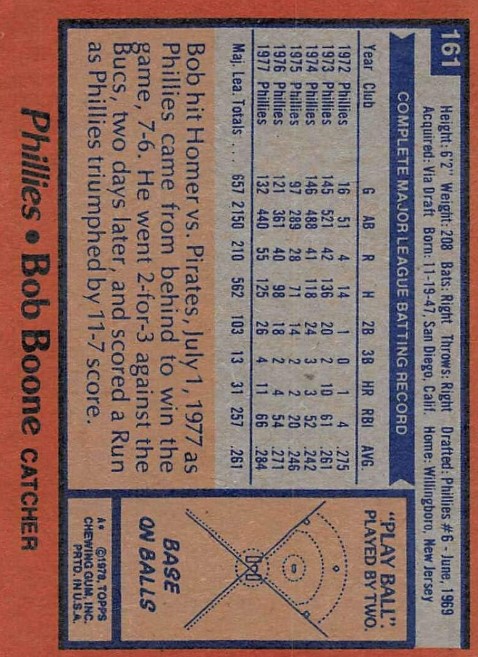 161
Height: 6'2" Weight: 208 Bats: Right Throws: Right Drafted: Phillies #6 - June, 1969
Acquired: Via Draft Born: 11-19-47, San Diego, Calif. Home: Willingboro, New Jersey
COMPLETE MAJOR LEAGUE BATTING RECORD
Year Club G AB R H 2B 3B HR RBI AVG.
1972 Phillies 16 51 4 14 1 0 1 4 .275
1973 Phillies 145 521 42 136 20 2 10 61 .261
1974 Phillies 146 488 41 118 24 3 3 52 .242
1975 Phillies 97 289 28 71 14 2 2 20 .246
1976 Phillies 121 361 40 98 18 2 4 54 .271
1977 Phillies 132 440 55 125 26 4 11 66 .284
Maj. Lea. Totals . . . 657 2150 210 562 103 13 31 257 .261
Bob hit Homer vs. Pirates, July 1, 1977 as
Phillies came from behind to win the
game, 7-6. He went 2-for-3 against the
Bucs, two days later, and scored a Run
as Phillies triumphed by 11-7 score.
"PLAY BALL".
PLAYED BY TWO.
BASE
ON BALLS
A* ©1978, TOPPS
CHEWING GUM, INC.
PRTD. IN U.S.A.
Phillies • Bob Boone CATCHER